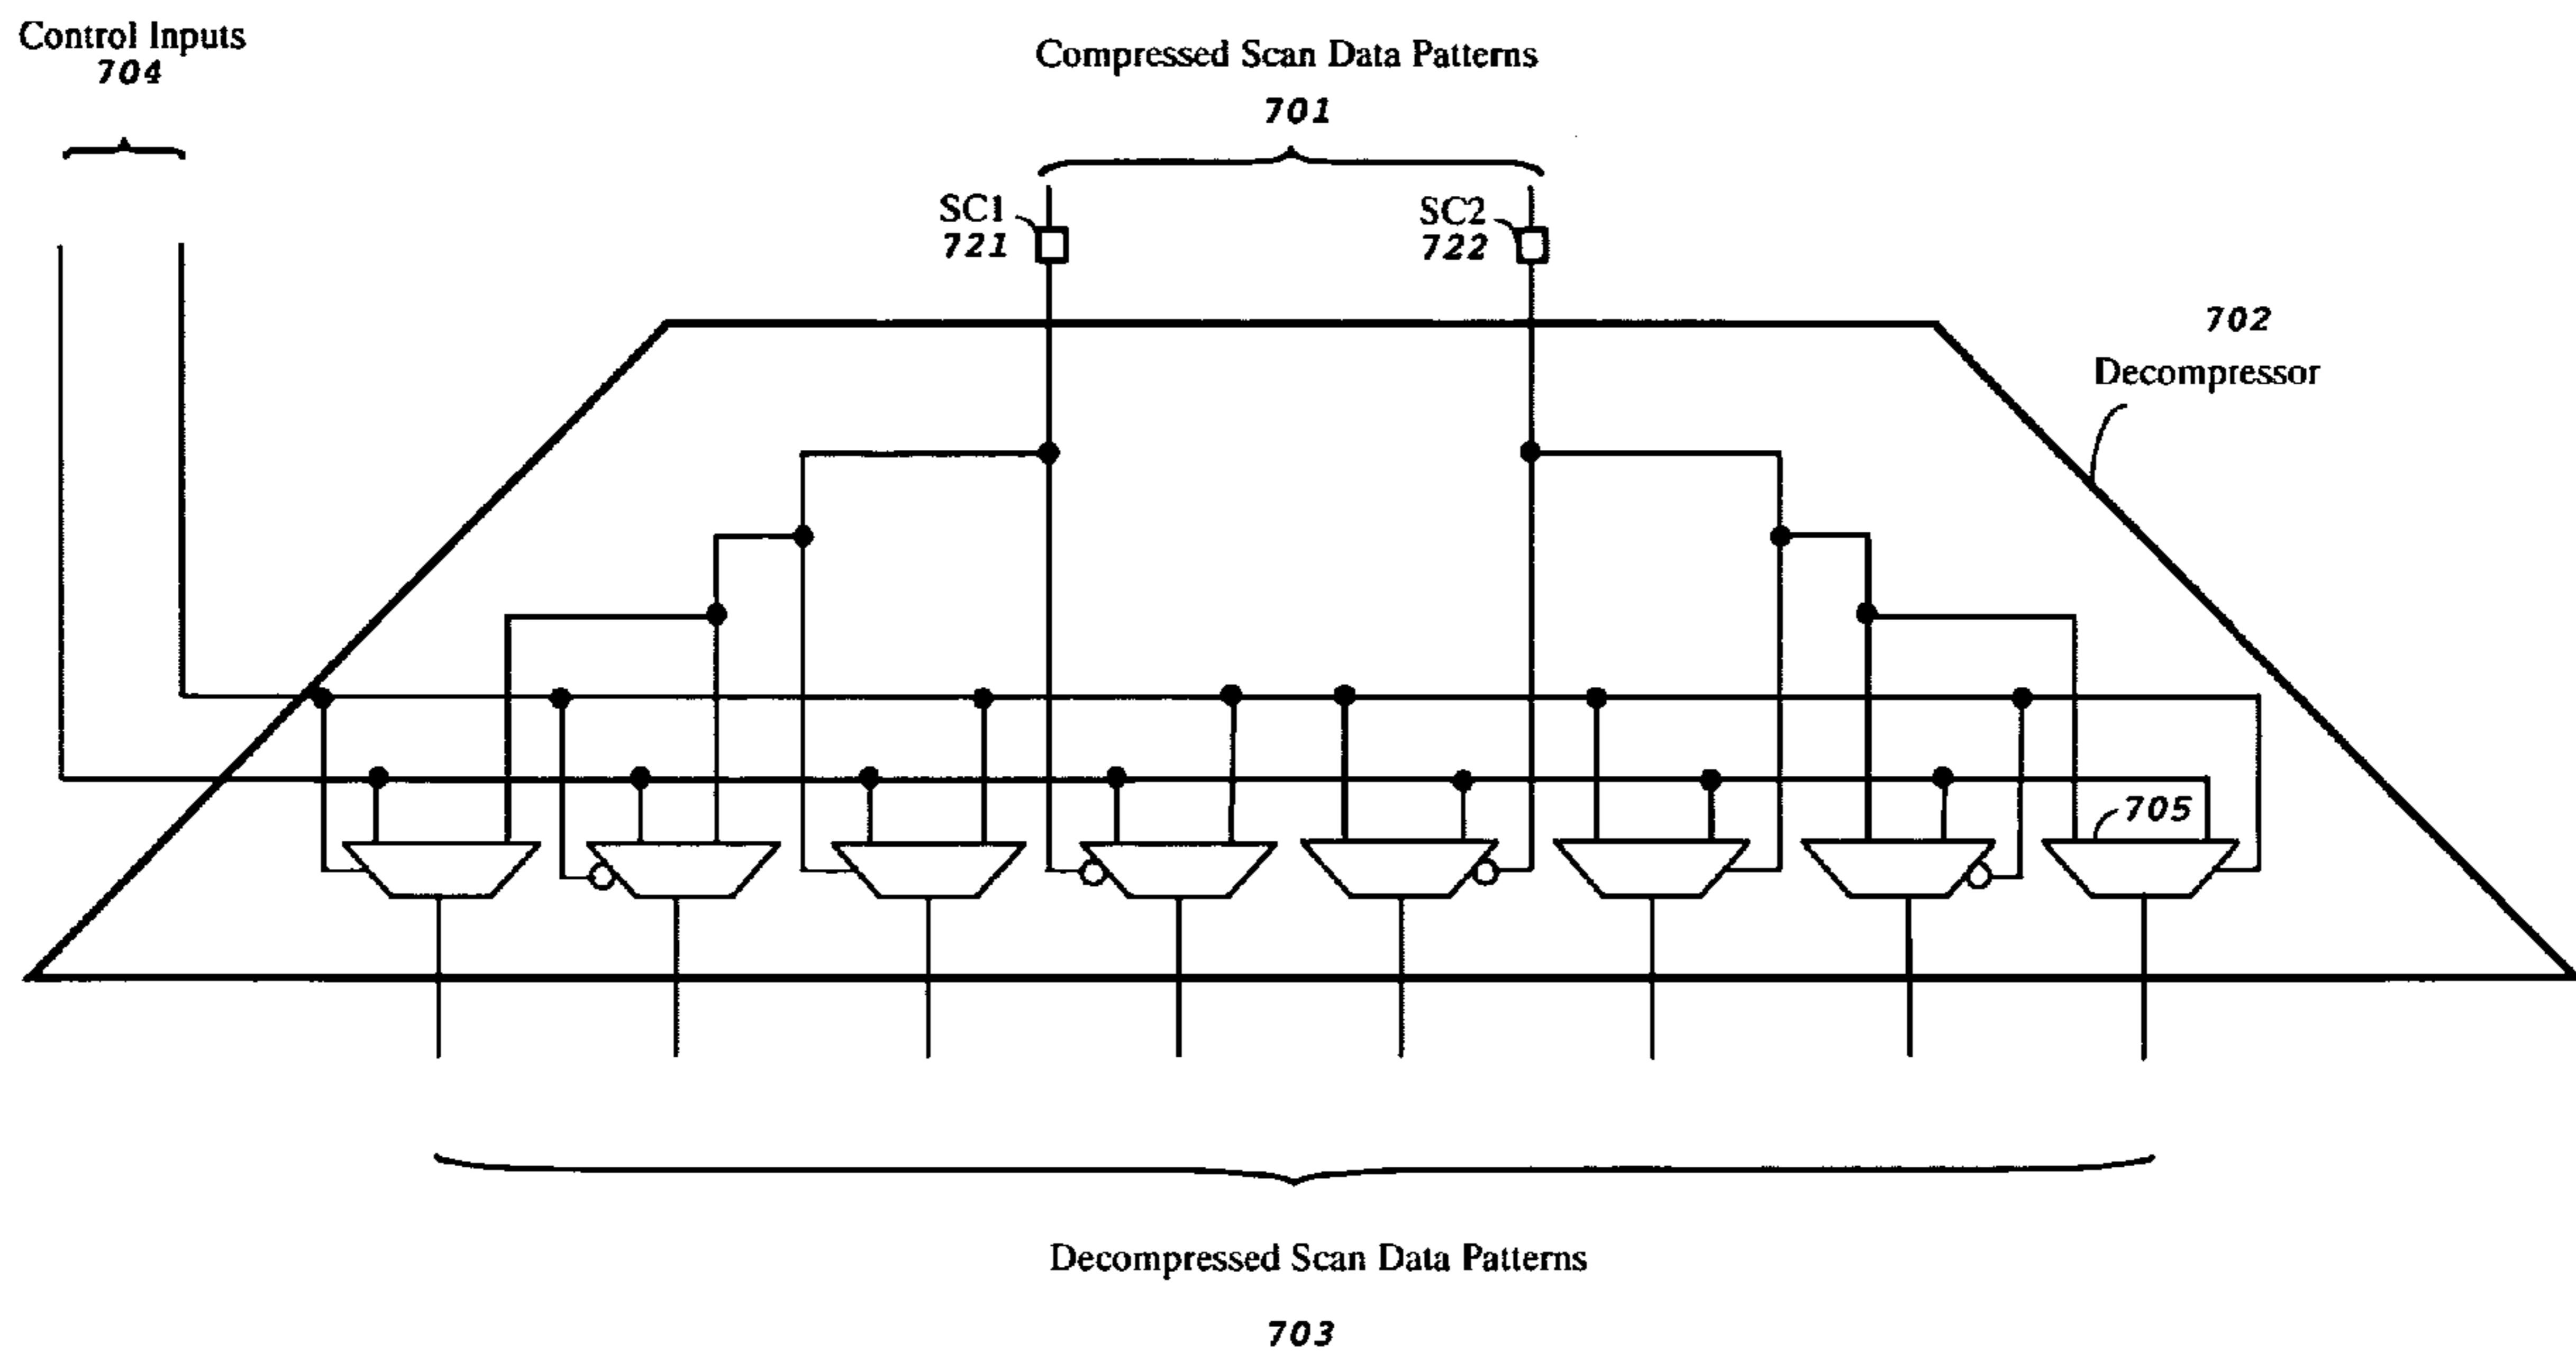 Control Inputs
704
Compressed Scan Data Patterns
701
SC1
721
SC2
722
702
Decompressor
705
Decompressed Scan Data Patterns
703